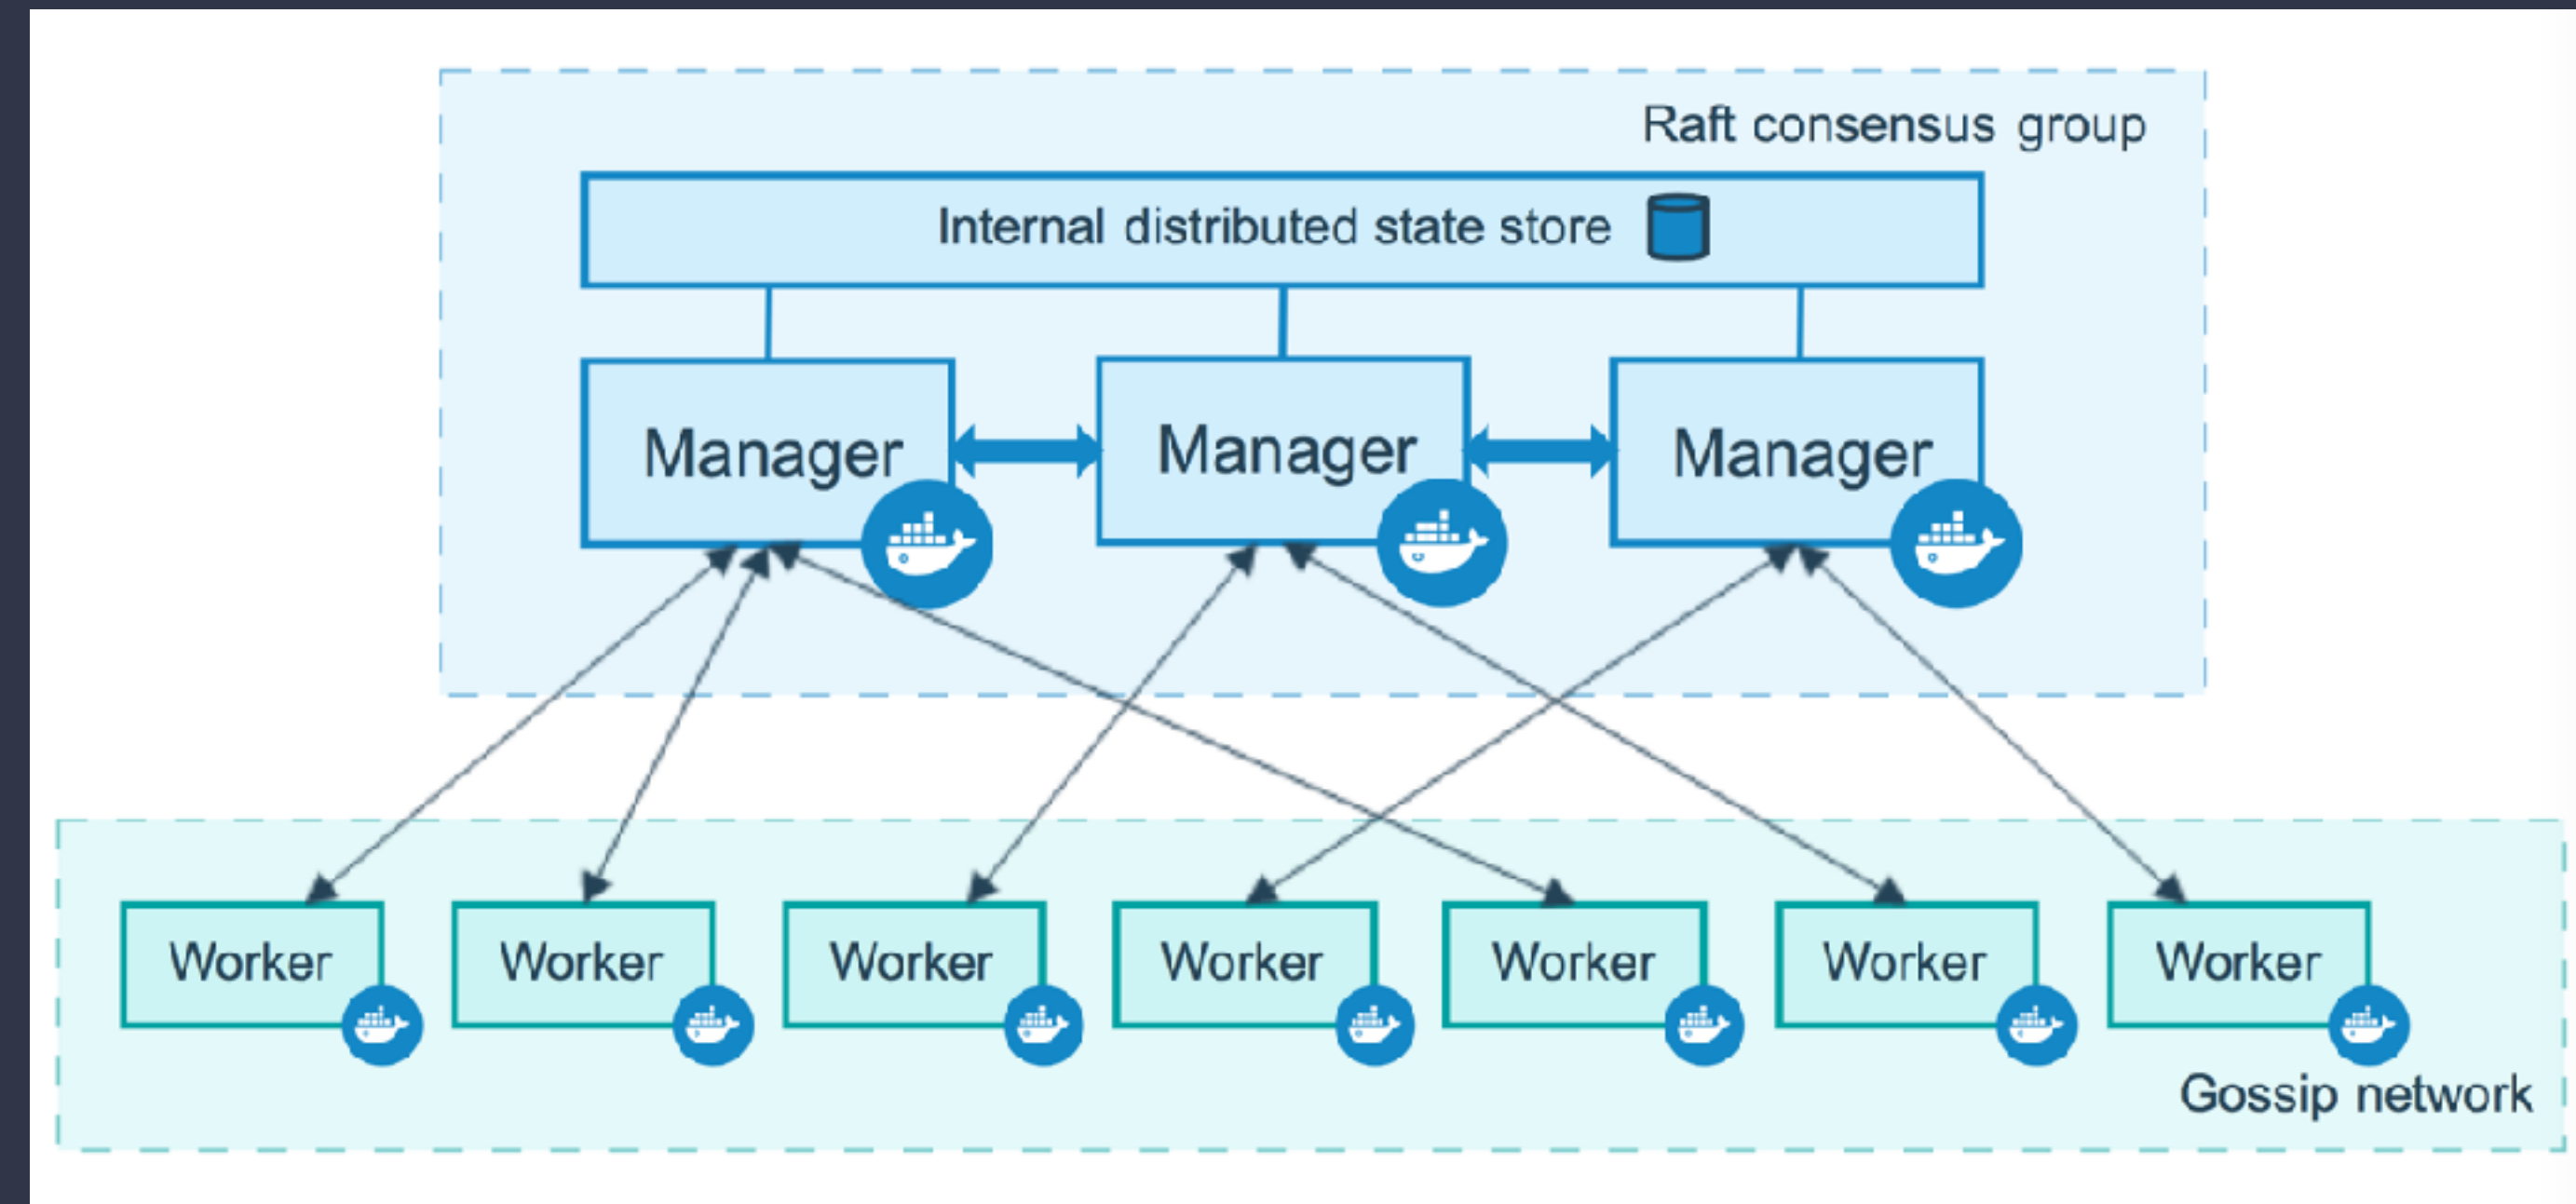 Raft consensus group
Internal distributed state store
Manager
Manager
Manager
Worker
Worker
Worker
Worker
Worker
Worker
Worker
Gossip network